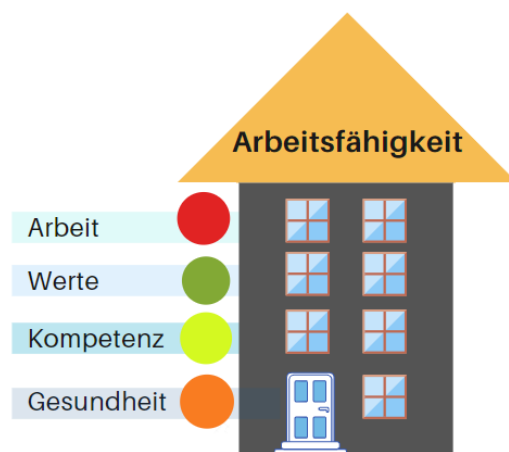 Arbeitsfähigkeit
Arbeit
Werte
Kompetenz
Gesundheit